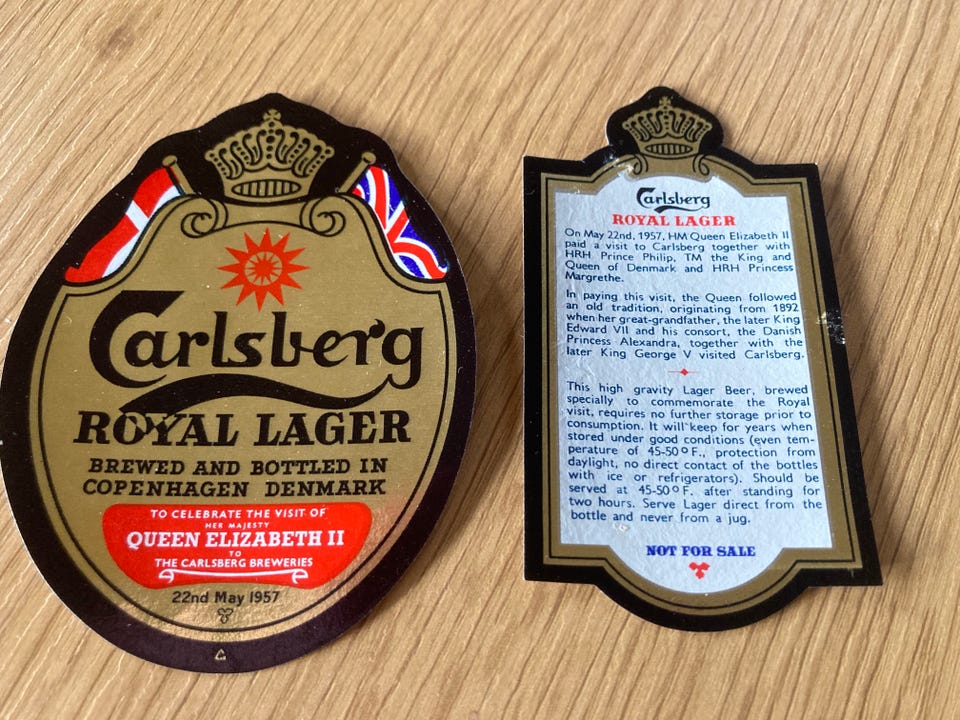 Carlsberg
ROYAL LAGER
BREWED AND BOTTLED IN
COPENHAGEN DENMARK
TO CELEBRATE THE VISIT OF
HER MAJESTY
QUEEN ELIZABETH II
TO
THE CARLSBERG BREWERIES
22nd May 1957
Carlsberg
ROYAL LAGER
On May 22nd, 1957, HM Queen Elizabeth II
paid a visit to Carlsberg together with
HRH Prince Philip, TM the King and
Queen of Denmark and HRH Princess
Margrethe.
In paying this visit, the Queen followed
an old tradition, originating from 1892
when her great-grandfather, the later King
Edward VII and his consort, the Danish
Princess Alexandra, together with the
later King George V visited Carlsberg.
This high gravity Lager Beer, brewed
specially to commemorate the Royal
visit, requires no further storage prior to
consumption. It will keep for years when
stored under good conditions (even tem-
perature of 45-50° F., protection from
daylight, no direct contact of the bottles
with ice or refrigerators). Should be
served at 45-50° F. after standing for
two hours. Serve Lager direct from the
bottle and never from a jug.
NOT FOR SALE